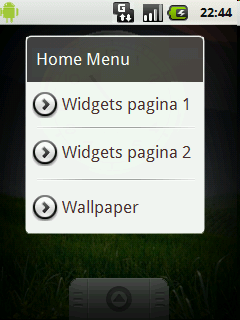 G
22:44
Home Menu
Widgets pagina 1
Widgets pagina 2
Wallpaper